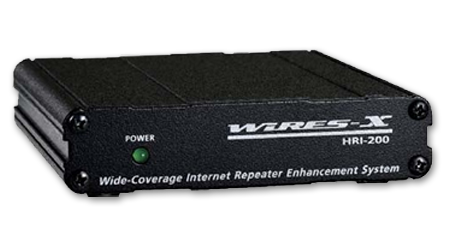 POWER
WiRES-X
HRI-200
Wide-Coverage Internet Repeater Enhancement System